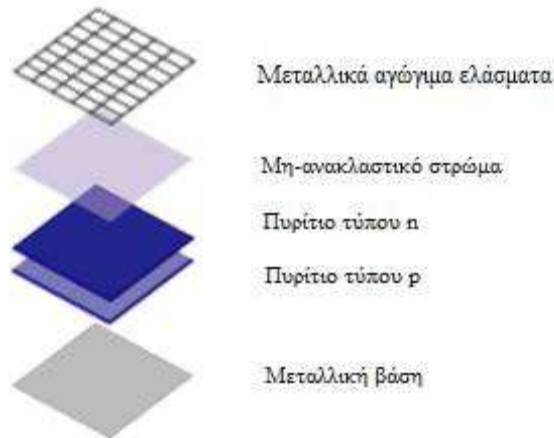 Μεταλλικά αγώγιμα ελάσματα
Μη-ανακλαστικό στρώμα
Πυρίτιο τύπου n
Πυρίτιο τύπου p
Μεταλλική βάση